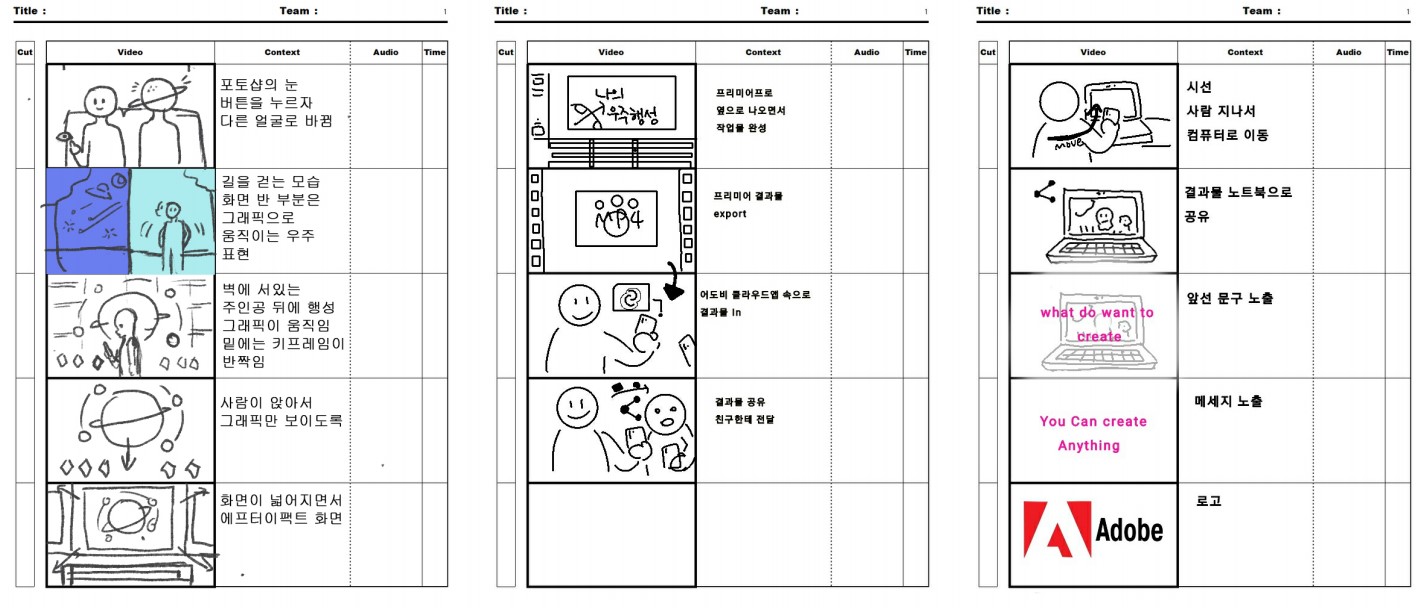 Title :
Team :
1
Cut
Video
Context
Audio
Time
포토샵의 눈
버튼을 누르자
다른 얼굴로 바뀜
길을 걷는 모습
화면 반 부분은
그래픽으로
움직이는 우주
표현
벽에 서있는
주인공 뒤에 행성
그래픽이 움직임
밑에는 키프레임이
반짝임
사람이 앉아서
그래픽만 보이도록
화면이 넓어지면서
에프터이팩트 화면
Title :
Team :
1
Cut
Video
Context
Audio
Time
나의
우주행성
프리미어프로
옆으로 나오면서
작업물 완성
MP4
프리미어 결과물
export
어도비 클라우드앱 속으로
결과물 In
결과물 공유
친구한테 전달
Title :
Team :
1
Cut
Video
Context
Audio
Time
move
시선
사람 지나서
컴퓨터로 이동
결과물 노트북으로
공유
what do want to
create
앞선 문구 노출
You Can create
Anything
메세지 노출
Adobe
로고